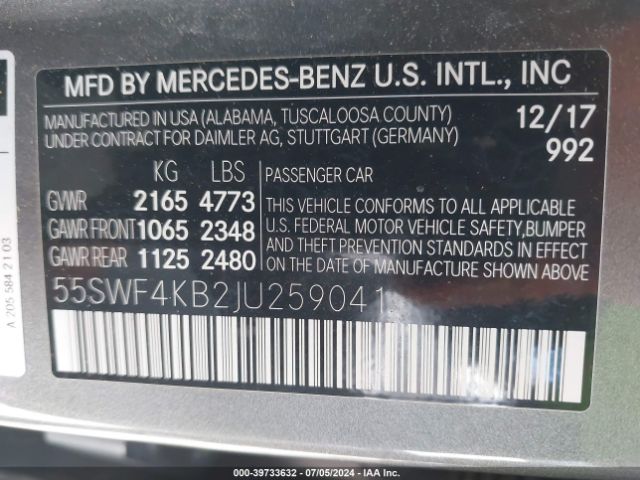 MFD BY MERCEDES-BENZ U.S. INTL., INC
MANUFACTURED IN USA (ALABAMA, TUSCALOOSA COUNTY) 12/17
UNDER CONTRACT FOR DAIMLER AG, STUTTGART (GERMANY) 992
KG LBS PASSENGER CAR
GVWR 2165 4773
GAWR FRONT 1065 2348
GAWR REAR 1125 2480
THIS VEHICLE CONFORMS TO ALL APPLICABLE
U.S. FEDERAL MOTOR VEHICLE SAFETY,BUMPER
AND THEFT PREVENTION STANDARDS IN EFFECT
ON THE DATE OF MANUFACTURE SHOWN ABOVE
55SWF4KB2JU259041
A 205 584 21 03
000-39733632 - 07/05/2024 - IAA Inc.